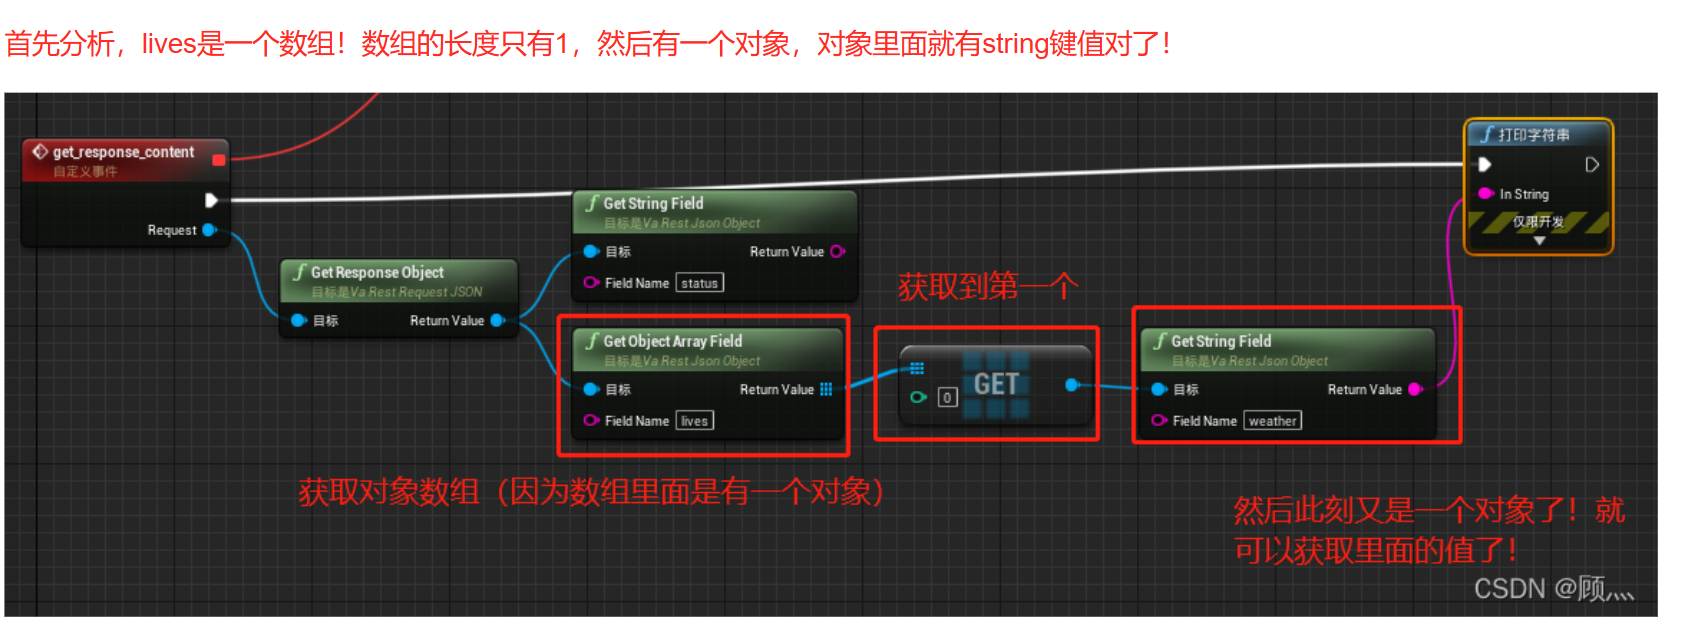 首先分析，lives是一个数组！数组的长度只有1，然后有一个对象，对象里面就有string键值对了！
get_response_content
自定义事件
Request
Get Response Object
目标是Va Rest Request JSON
目标
Return Value
Get String Field
目标是Va Rest Json Object
目标
Return Value
Field Name
status
Get Object Array Field
目标是Va Rest Json Object
目标
Return Value
Field Name
lives
获取对象数组（因为数组里面是有一个对象）
获取到第一个
0
GET
Get String Field
目标是Va Rest Json Object
目标
Return Value
Field Name
weather
然后此刻又是一个对象了！就
可以获取里面的值了！
打印字符串
In String
仅限开发
CSDN @顾灬